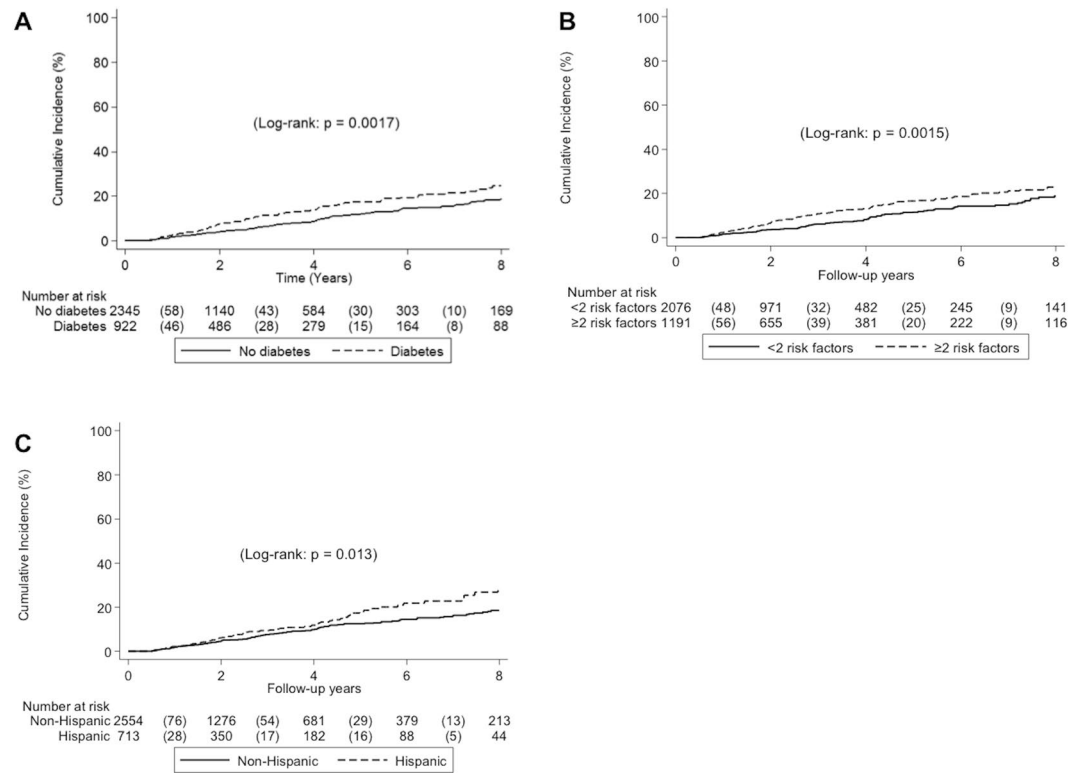 A
Cumulative Incidence (%)
100
80
60
40
20
0
(Log-rank: p = 0.0017)
0 2 4 6 8
Time (Years)
Number at risk
No diabetes 2345 (58) 1140 (43) 584 (30) 303 (10) 169
Diabetes 922 (46) 486 (28) 279 (15) 164 (8) 88
No diabetes Diabetes
B
Cumulative Incidence (%)
100
80
60
40
20
0
(Log-rank: p = 0.0015)
0 2 4 6 8
Follow-up years
Number at risk
<2 risk factors 2076 (48) 971 (32) 482 (25) 245 (9) 141
≥2 risk factors 1191 (56) 655 (39) 381 (20) 222 (9) 116
<2 risk factors ≥2 risk factors
C
Cumulative Incidence (%)
100
80
60
40
20
0
(Log-rank: p = 0.013)
0 2 4 6 8
Follow-up years
Number at risk
Non-Hispanic 2554 (76) 1276 (54) 681 (29) 379 (13) 213
Hispanic 713 (28) 350 (17) 182 (16) 88 (5) 44
Non-Hispanic Hispanic